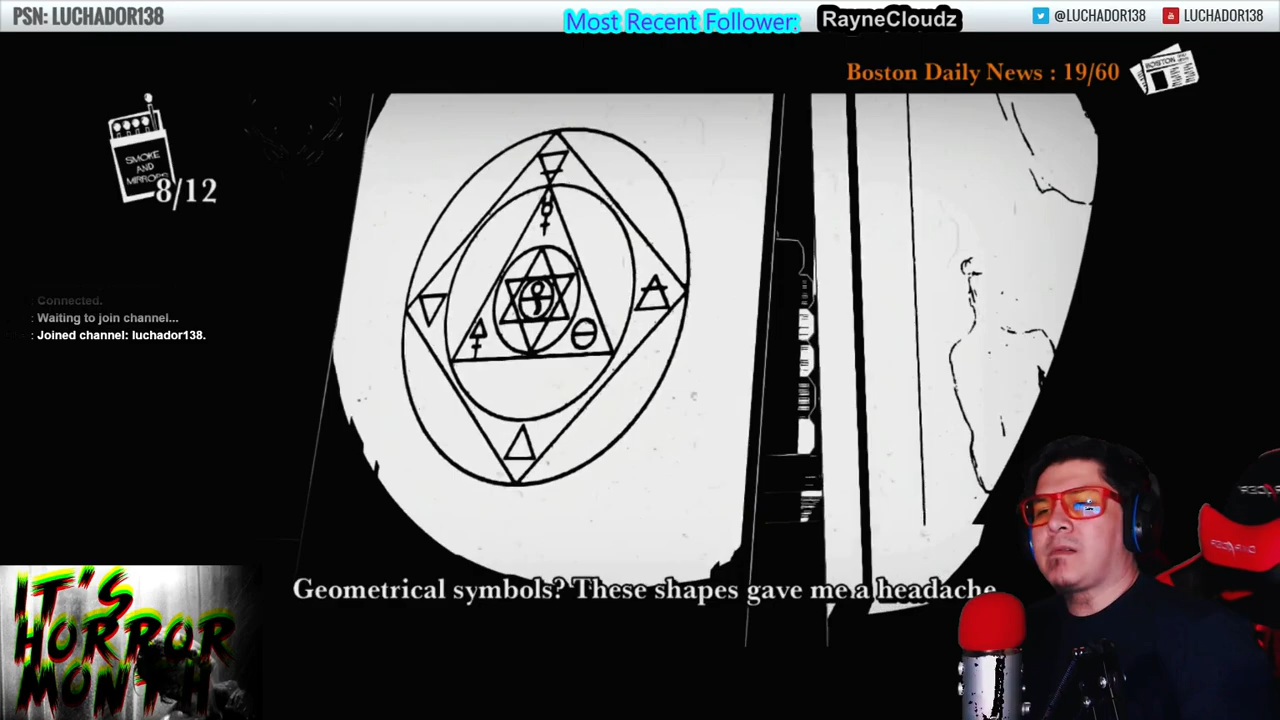 PSN: LUCHADOR138
Most Recent Follower: RayneCloudz
@LUCHADOR138
LUCHADOR138
Boston Daily News : 19/60
BOSTON
SMOKE
AND
MIRRORS
8/12
: Connected.
: Waiting to join channel...
: Joined channel: luchador138.
Geometrical symbols? These shapes gave me a headache
IT'S
HORROR
MONTH